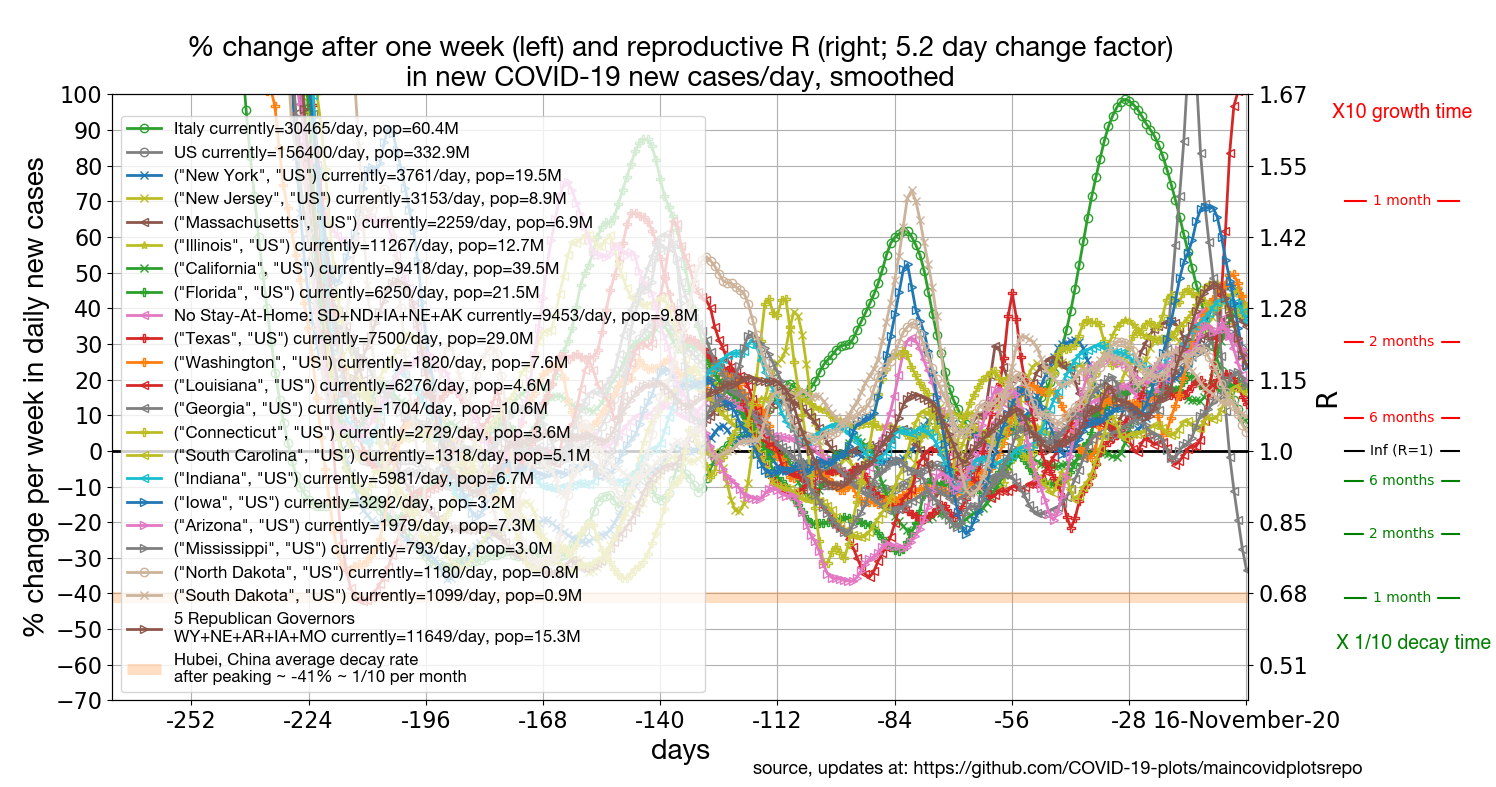 % change after one week (left) and reproductive R (right; 5.2 day change factor)
in new COVID-19 new cases/day, smoothed
% change per week in daily new cases
100
90
80
70
60
50
40
30
20
10
0
−10
−20
−30
−40
−50
−60
−70
Italy currently=30465/day, pop=60.4M
US currently=156400/day, pop=332.9M
("New York", "US") currently=3761/day, pop=19.5M
("New Jersey", "US") currently=3153/day, pop=8.9M
("Massachusetts", "US") currently=2259/day, pop=6.9M
("Illinois", "US") currently=11267/day, pop=12.7M
("California", "US") currently=9418/day, pop=39.5M
("Florida", "US") currently=6250/day, pop=21.5M
No Stay-At-Home: SD+ND+IA+NE+AK currently=9453/day, pop=9.8M
("Texas", "US") currently=7500/day, pop=29.0M
("Washington", "US") currently=1820/day, pop=7.6M
("Louisiana", "US") currently=6276/day, pop=4.6M
("Georgia", "US") currently=1704/day, pop=10.6M
("Connecticut", "US") currently=2729/day, pop=3.6M
("South Carolina", "US") currently=1318/day, pop=5.1M
("Indiana", "US") currently=5981/day, pop=6.7M
("Iowa", "US") currently=3292/day, pop=3.2M
("Arizona", "US") currently=1979/day, pop=7.3M
("Mississippi", "US") currently=793/day, pop=3.0M
("North Dakota", "US") currently=1180/day, pop=0.8M
("South Dakota", "US") currently=1099/day, pop=0.9M
5 Republican Governors
WY+NE+AR+IA+MO currently=11649/day, pop=15.3M
Hubei, China average decay rate
after peaking ~ -41% ~ 1/10 per month
-252 -224 -196 -168 -140 -112 -84 -56 -28 16-November-20
days
1.67
1.55
1.42
1.28
1.15
1.0
0.85
0.68
0.51
R
X10 growth time
1 month
2 months
6 months
Inf (R=1)
6 months
2 months
1 month
X 1/10 decay time
source, updates at: https://github.com/COVID-19-plots/maincovidplotsrepo